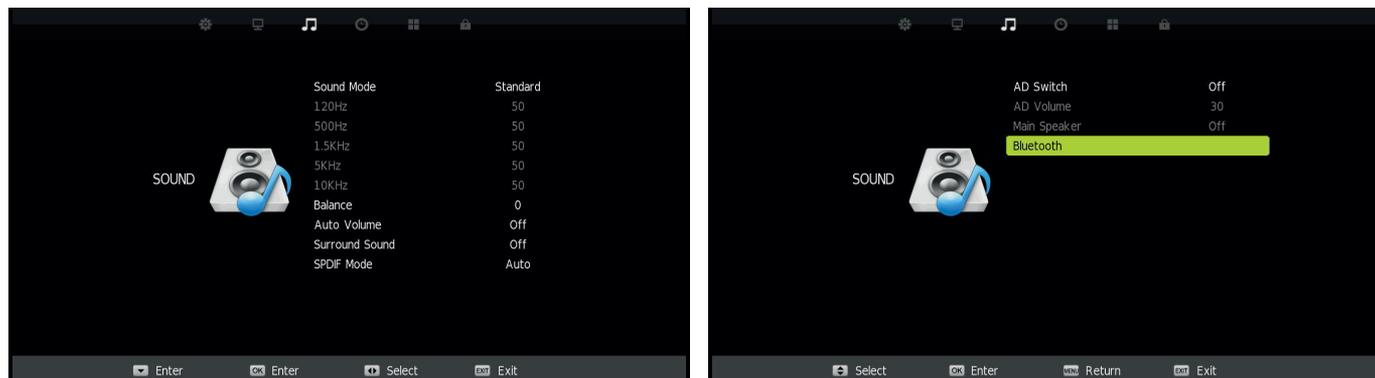 SOUND
Sound Mode Standard
120Hz 50
500Hz 50
1.5KHz 50
5KHz 50
10KHz 50
Balance 0
Auto Volume Off
Surround Sound Off
SPDIF Mode Auto
Enter OK Enter Select EXIT Exit
SOUND
AD Switch Off
AD Volume 30
Main Speaker Off
Bluetooth
Select OK Enter MENU Return EXIT Exit